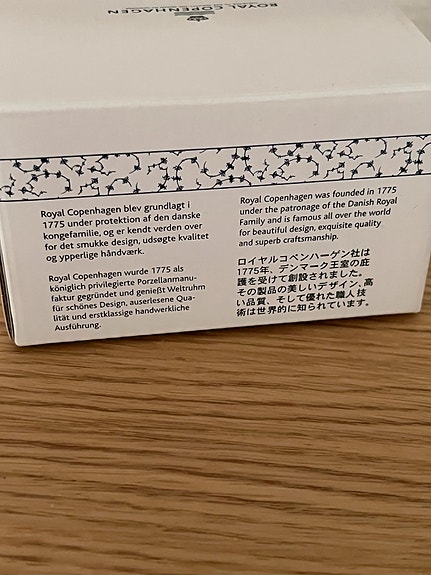 ROYAL COPENHAGEN
Royal Copenhagen blev grundlagt i
1775 under protektion af den danske
kongefamilie, og er kendt verden over
for det smukke design, udsøgte kvalitet
og ypperlige håndværk.
Royal Copenhagen wurde 1775 als
königlich privilegierte Porzellanmanu-
faktur gegründet und genießt Weltruhm
für schönes Design, auserlesene Qua-
lität und erstklassige handwerkliche
Ausführung.
Royal Copenhagen was founded in 1775
under the patronage of the Danish Royal
Family and is famous all over the world
for beautiful design, exquisite quality
and superb craftsmanship.
ロイヤルコペンハーゲン社は
1775年、デンマーク王室の庇
護を受けて創設されました。
その製品の美しいデザイン、高
い品質、そして優れた職人技
術は世界的に知られています。